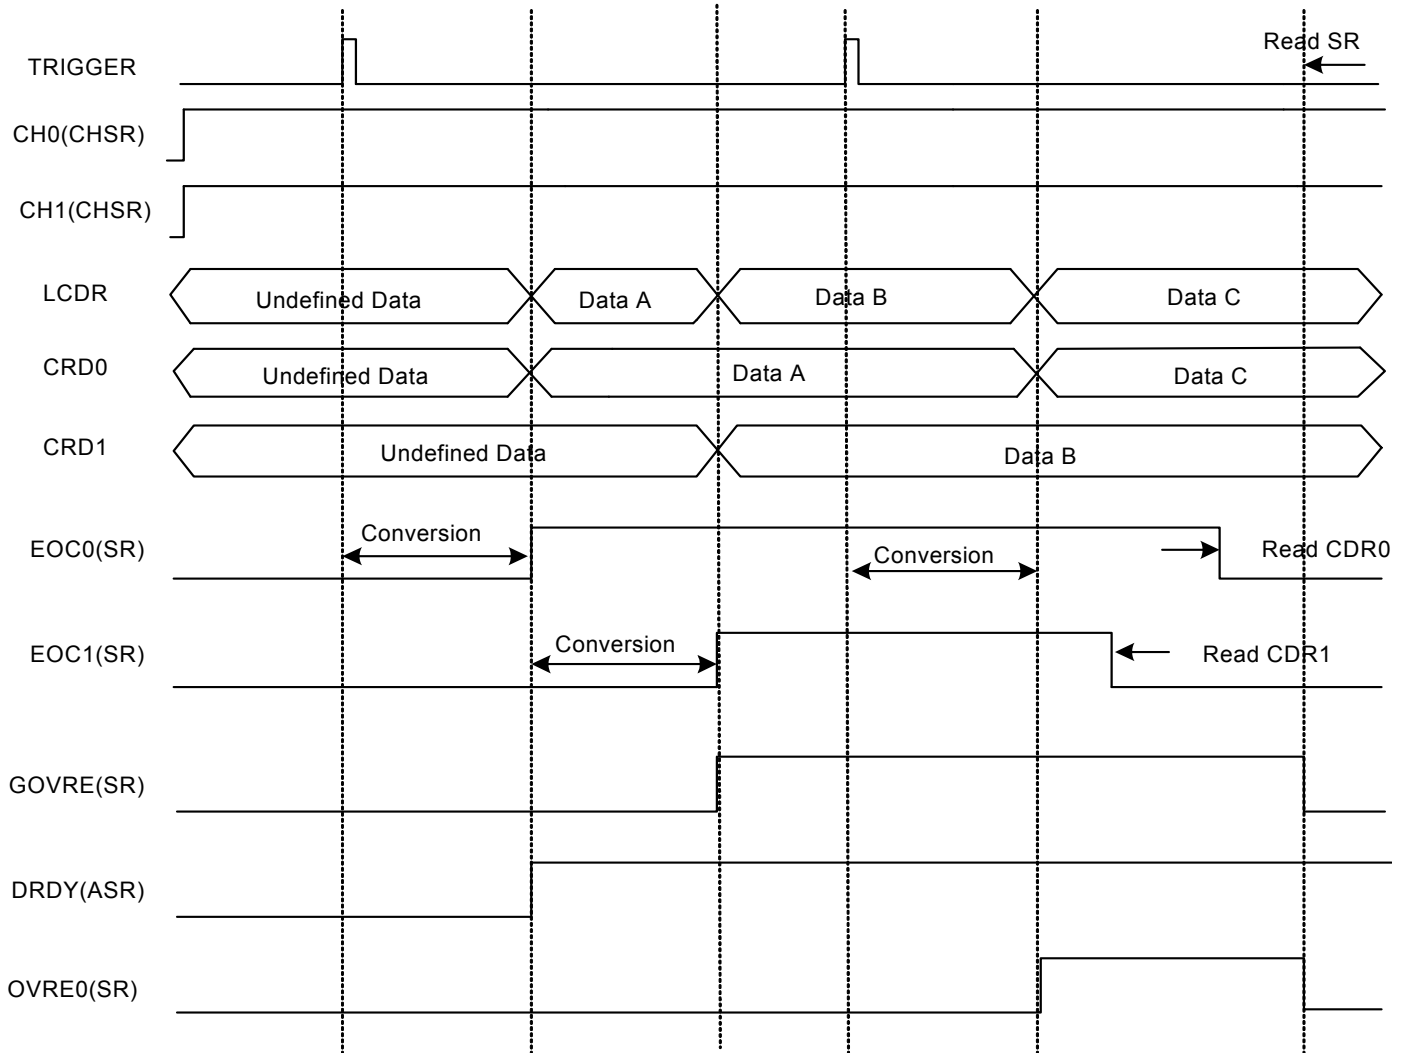 Read SR
TRIGGER
CH0(CHSR)
CH1(CHSR)
LCDR
Undefined Data
Data A
Data B
Data C
CRD0
Undefined Data
Data A
Data C
CRD1
Undefined Data
Data B
EOC0(SR)
Conversion
Conversion
Read CDR0
EOC1(SR)
Conversion
Read CDR1
GOVRE(SR)
DRDY(ASR)
OVRE0(SR)